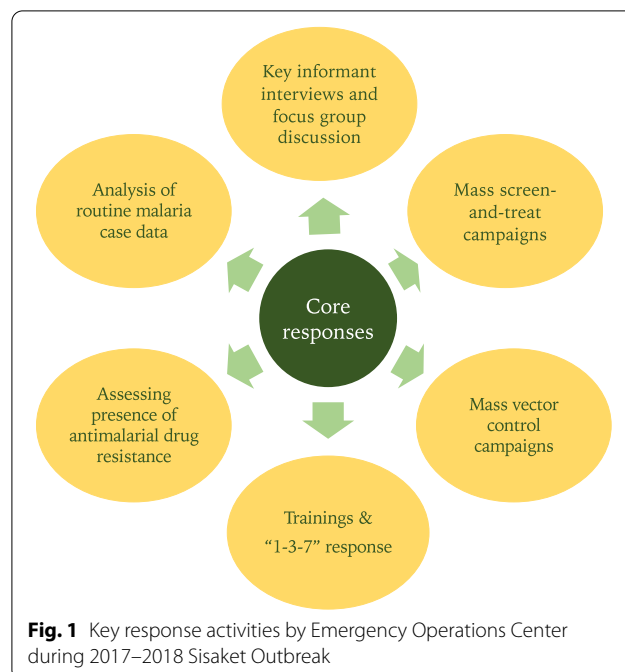 Key informant
interviews and
focus group
discussion
Analysis of
routine malaria
case data
Mass screen-
and-treat
campaigns
Core
responses
Assessing
presence of
antimalarial drug
resistance
Mass vector
control
campaigns
Trainings &
“1-3-7” response
Fig. 1 Key response activities by Emergency Operations Center
during 2017–2018 Sisaket Outbreak